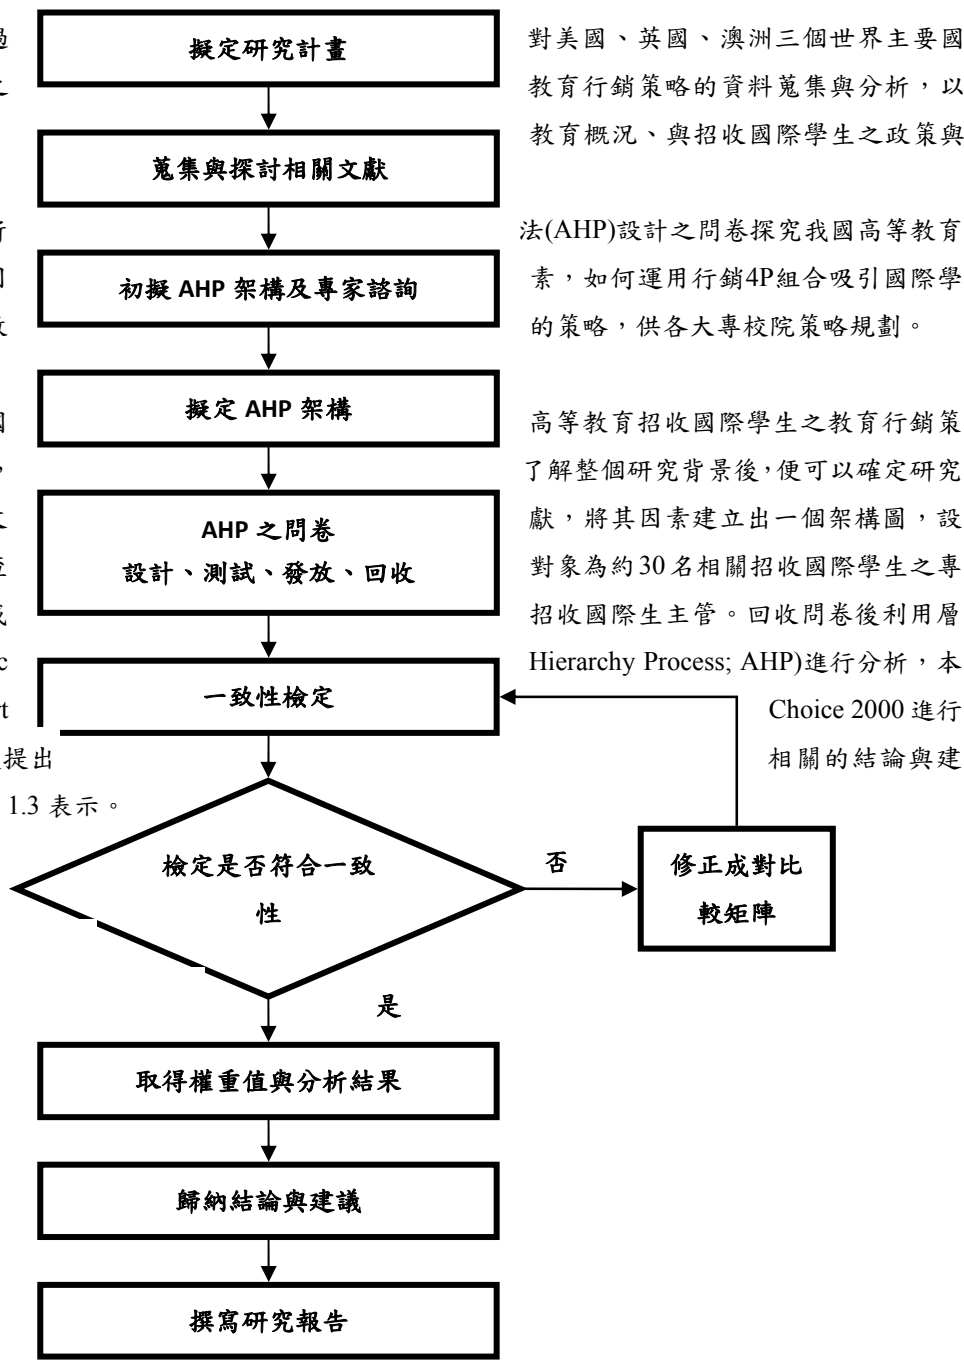 擬定研究計畫
對美國、英國、澳洲三個世界主要國
教育行銷策略的資料蒐集與分析，以
教育概況、與招收國際學生之政策與
蒐集與探討相關文獻
法(AHP)設計之問卷探究我國高等教育
初擬 AHP 架構及專家諮詢
素，如何運用行銷4P組合吸引國際學
的策略，供各大專校院策略規劃。
擬定 AHP 架構
高等教育招收國際學生之教育行銷策
，
了解整個研究背景後，便可以確定研究
AHP 之問卷
獻，將其因素建立出一個架構圖，設
設計、測試、發放、回收
對象為約 30 名相關招收國際學生之專
招收國際生主管。回收問卷後利用層
c
Hierarchy Process; AHP)進行分析，本
一致性檢定
t
Choice 2000 進行
提出
相關的結論與建
1.3 表示。
檢定是否符合一致
性
否
修正成對比
較矩陣
是
取得權重值與分析結果
歸納結論與建議
撰寫研究報告